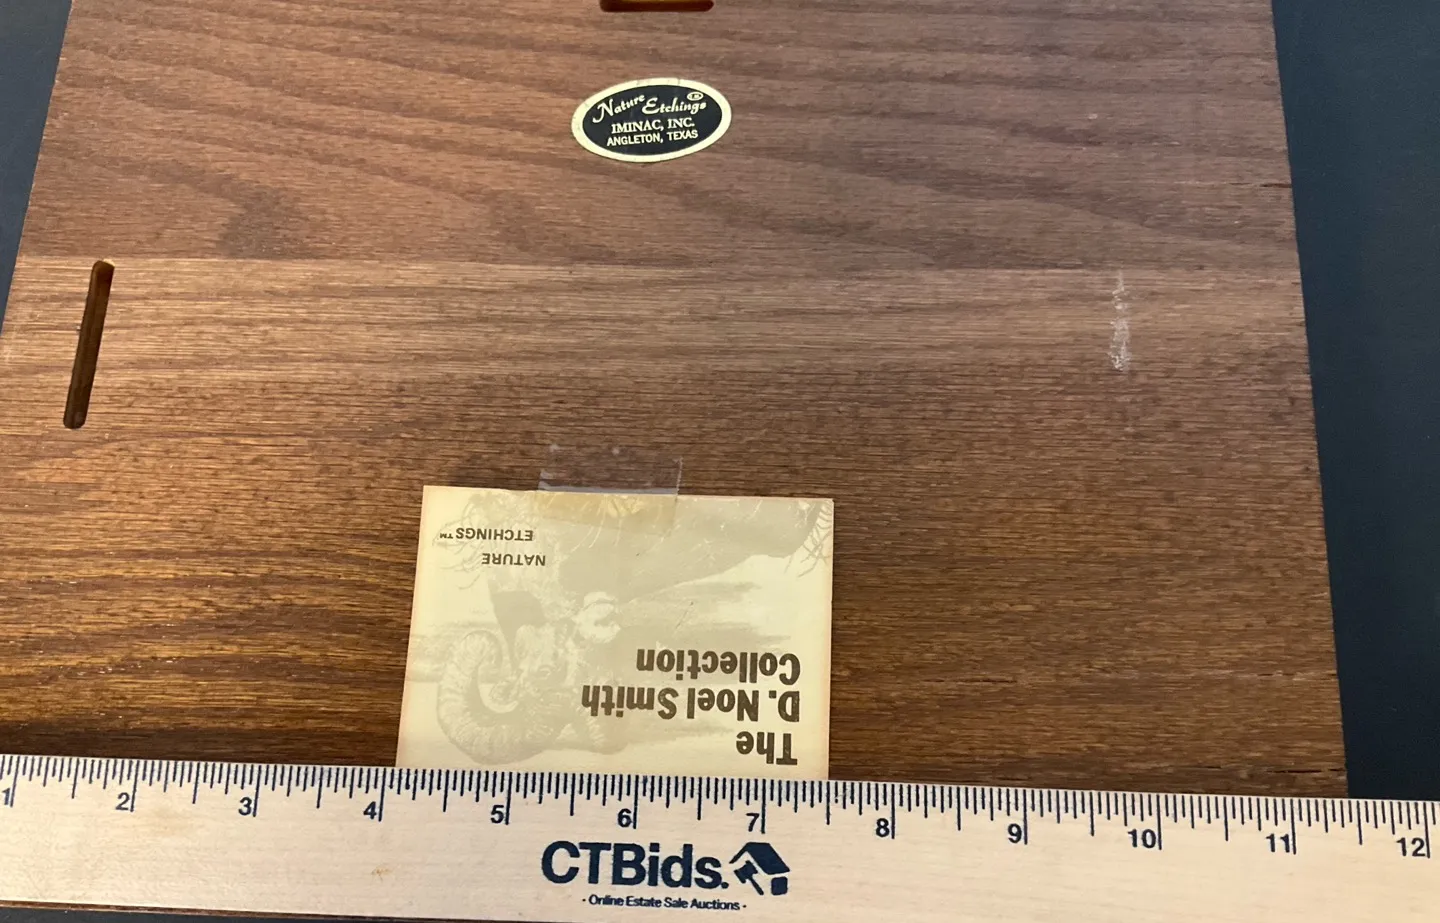 Nature Etchings
IMINAC, INC.
ANGLETON, TEXAS
The
D. Noel Smith
Collection
NATURE
ETCHINGS™
1 2 3 4 5 6 7 8 9 10 11 12
CTBids.
- Online Estate Sale Auctions -